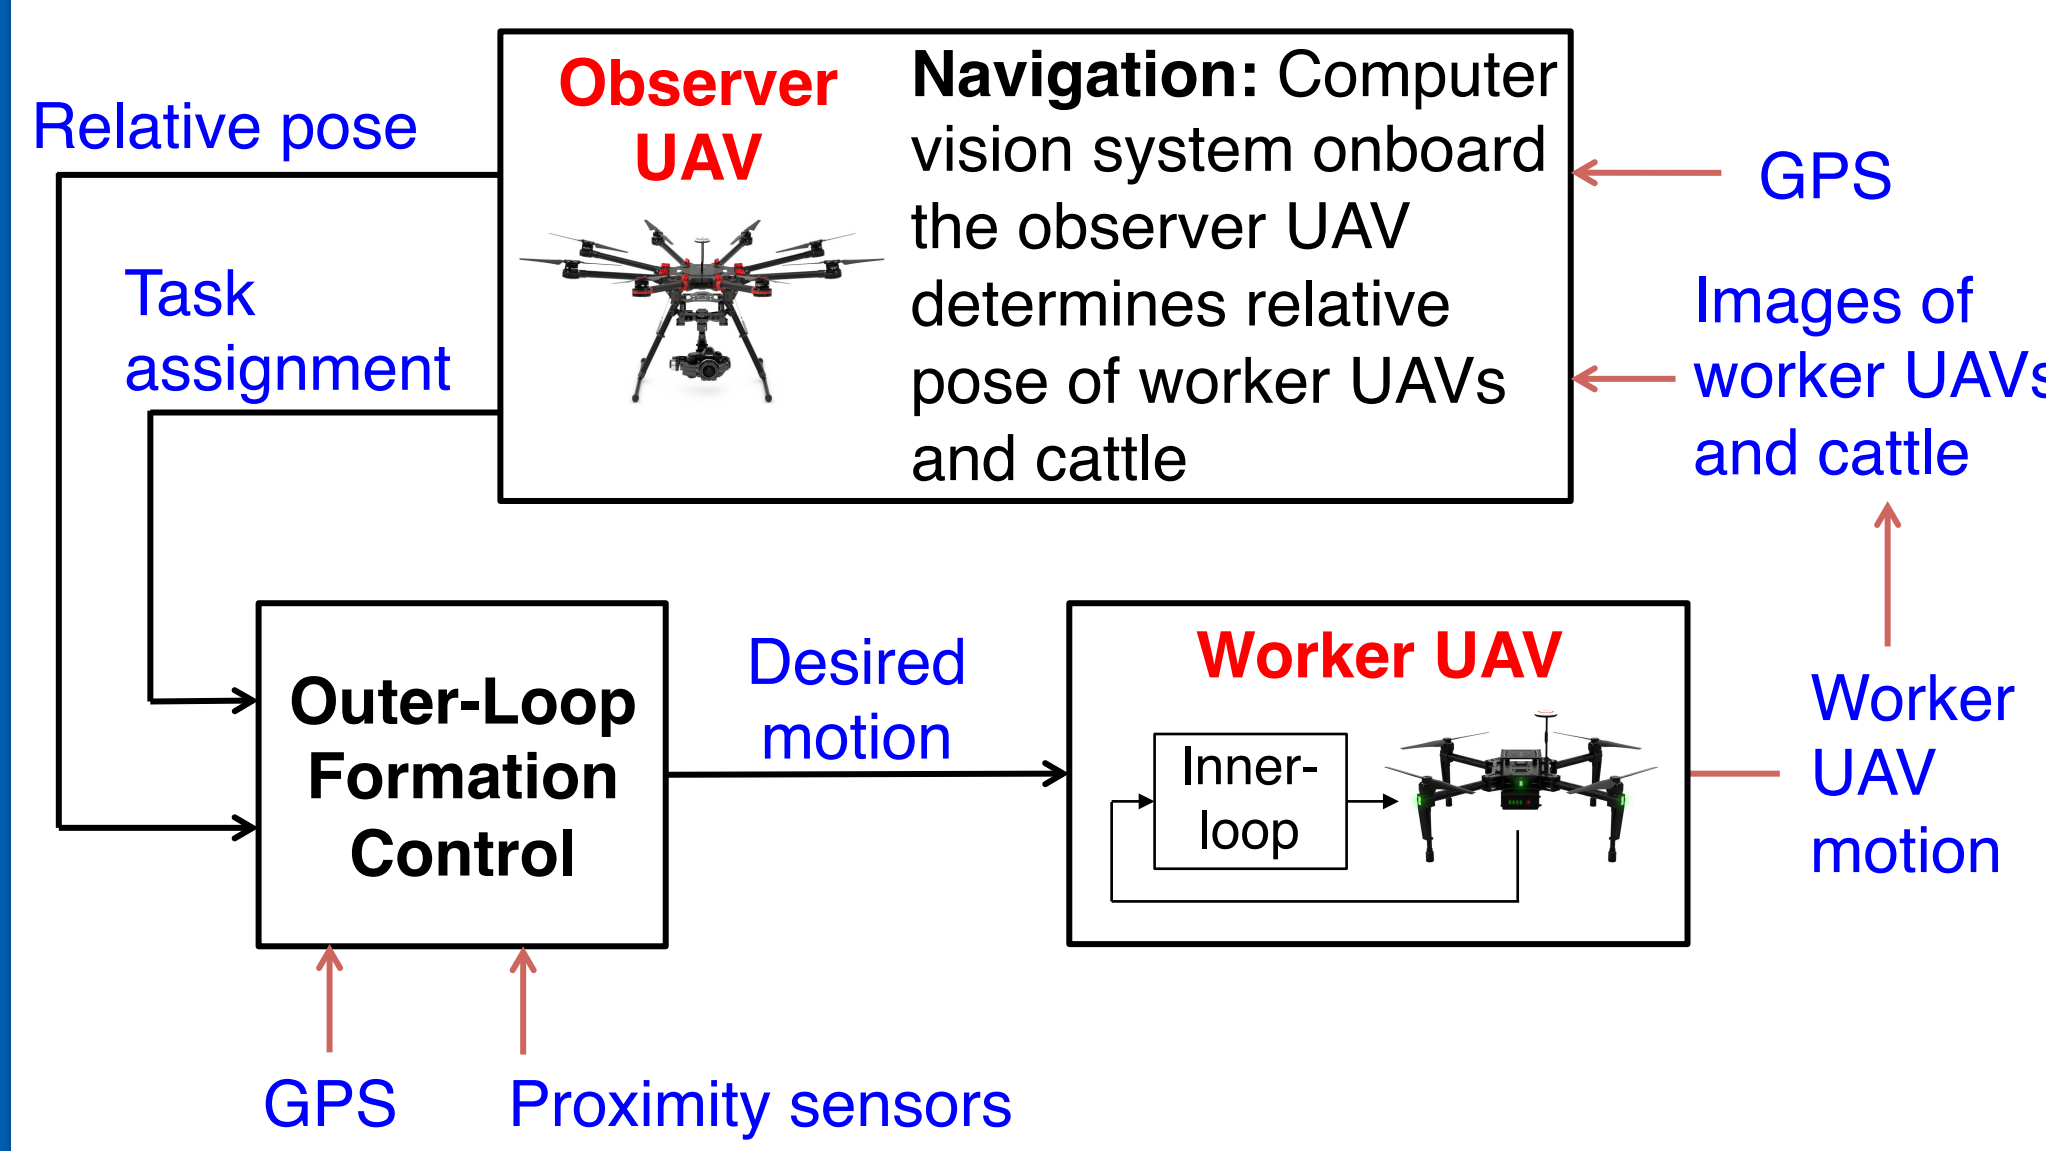 Observer
UAV
Navigation: Computer
vision system onboard
the observer UAV
determines relative
pose of worker UAVs
and cattle
Relative pose
Task
assignment
GPS
Images of
worker UAVs
and cattle
Outer-Loop
Formation
Control
Desired
motion
Worker UAV
Inner-
loop
Worker
UAV
motion
GPS
Proximity sensors